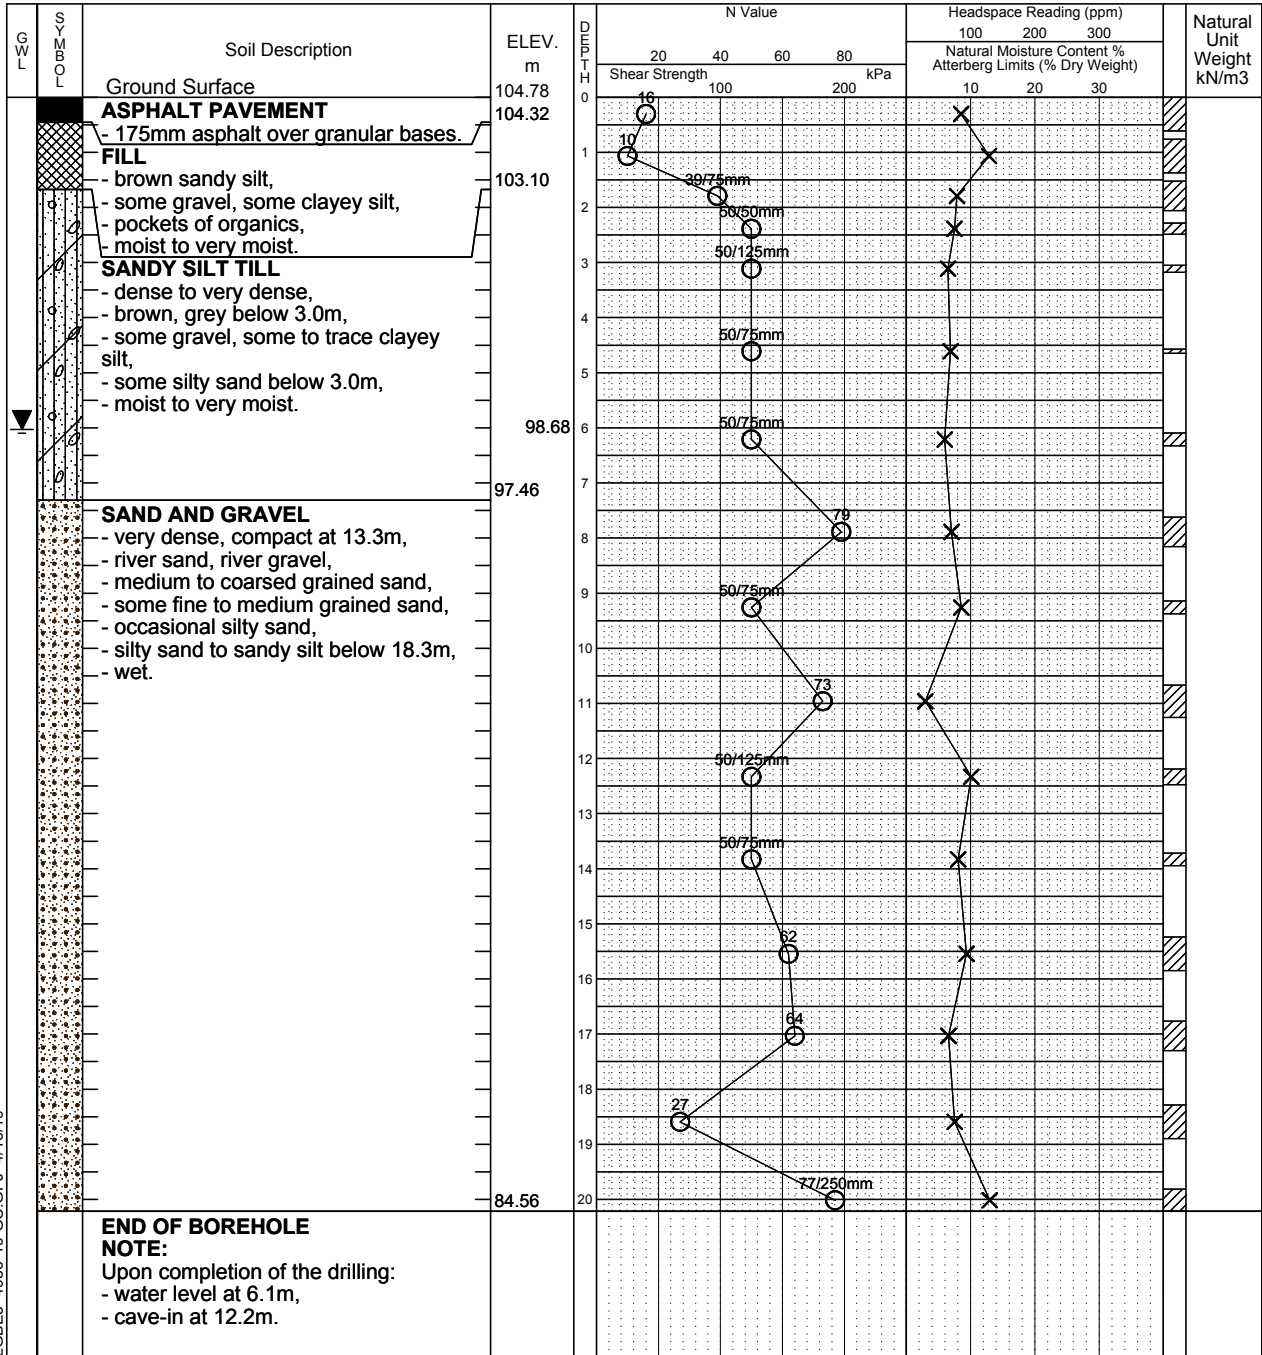 GWL
SYMBOL
Soil Description
Ground Surface
ELEV.
m
104.78
DEPTH
N Value
20 40 60 80
Shear Strength kPa
100 200
Headspace Reading (ppm)
100 200 300
Natural Moisture Content %
Atterberg Limits (% Dry Weight)
10 20 30
Natural
Unit
Weight
kN/m3
0
ASPHALT PAVEMENT
104.32
16
- 175mm asphalt over granular bases.
10
FILL
1
- brown sandy silt,
103.10
39/75mm
- some gravel, some clayey silt,
2
- pockets of organics,
50/50mm
- moist to very moist.
50/125mm
SANDY SILT TILL
3
- dense to very dense,
- brown, grey below 3.0m,
4
- some gravel, some to trace clayey
50/75mm
silt,
5
- some silty sand below 3.0m,
- moist to very moist.
98.68
6
50/75mm
7
97.46
SAND AND GRAVEL
79
- very dense, compact at 13.3m,
8
- river sand, river gravel,
- medium to coarsed grained sand,
9
50/75mm
- some fine to medium grained sand,
- occasional silty sand,
10
- silty sand to sandy silt below 18.3m,
- wet.
73
11
12
50/125mm
13
50/75mm
14
15
62
16
64
17
18
27
19
77/250mm
84.56
20
END OF BOREHOLE
NOTE:
Upon completion of the drilling:
- water level at 6.1m,
- cave-in at 12.2m.